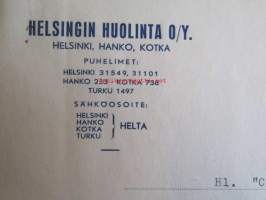 HELSINGIN HUOLINTA O/Y.
HELSINKI, HANKO, KOTKA
PUHELIMET:
HELSINKI 31549, 31101
HANKO 233 KOTKA 738
TURKU 1497
SÄHKÖOSOITE:
HELSINKI
HANKO
KOTKA
TURKU
HELTA
Hl. "C